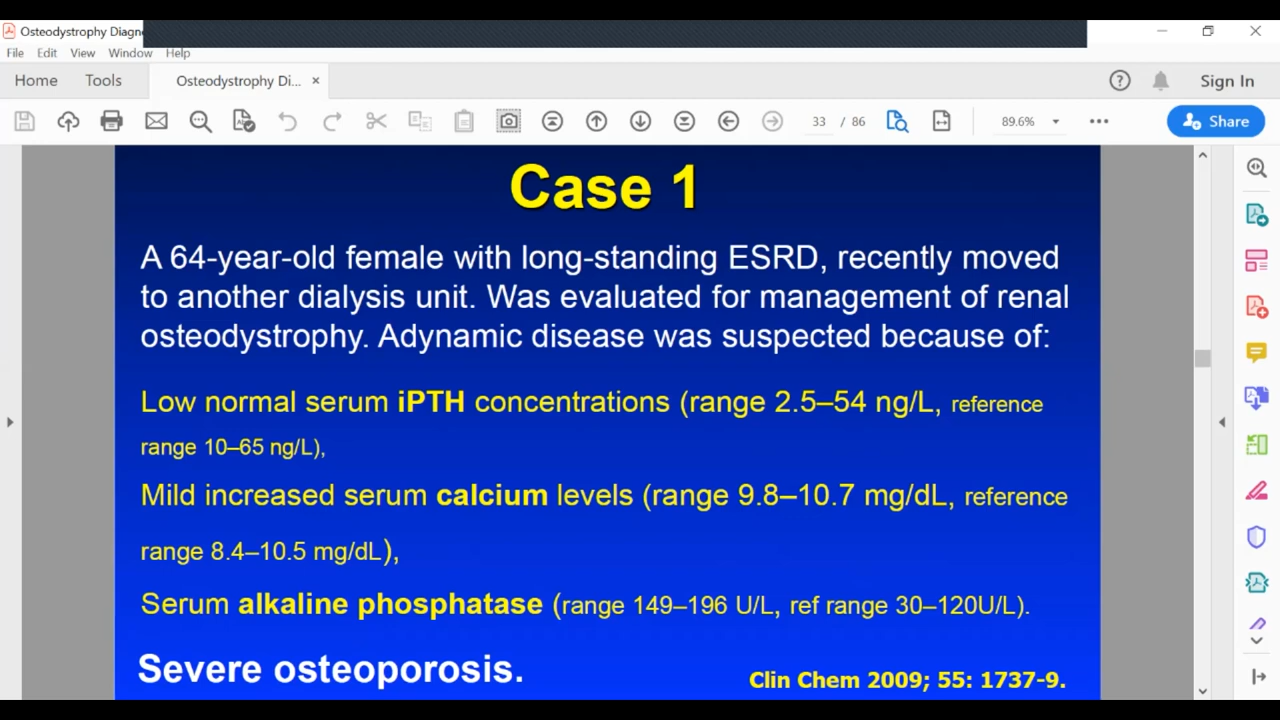 Osteodystrophy Diagn
File Edit View Window Help
Home Tools Osteodystrophy Di... × Sign In
33 / 86 89.6% Share
Case 1
A 64-year-old female with long-standing ESRD, recently moved
to another dialysis unit. Was evaluated for management of renal
osteodystrophy. Adynamic disease was suspected because of:
Low normal serum iPTH concentrations (range 2.5–54 ng/L, reference
range 10–65 ng/L),
Mild increased serum calcium levels (range 9.8–10.7 mg/dL, reference
range 8.4–10.5 mg/dL),
Serum alkaline phosphatase (range 149–196 U/L, ref range 30–120U/L).
Severe osteoporosis.
Clin Chem 2009; 55: 1737-9.